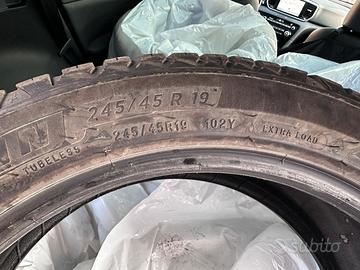 245/45 R 19
TUBELESS 245/45R19 102Y EXTRA LOAD
subito